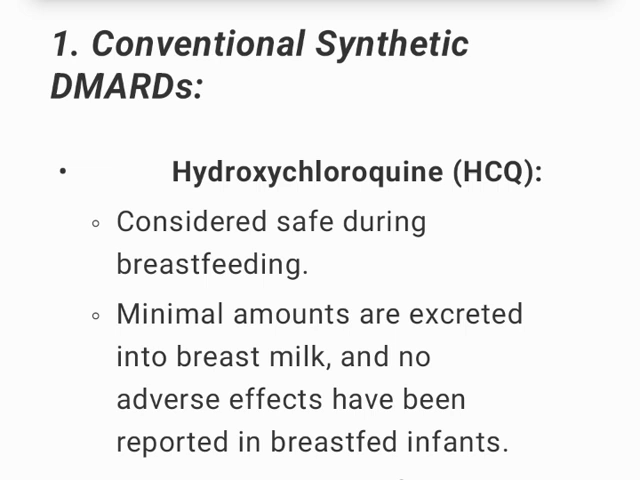 1. Conventional Synthetic
DMARDs:
• Hydroxychloroquine (HCQ):
◦ Considered safe during
breastfeeding.
◦ Minimal amounts are excreted
into breast milk, and no
adverse effects have been
reported in breastfed infants.